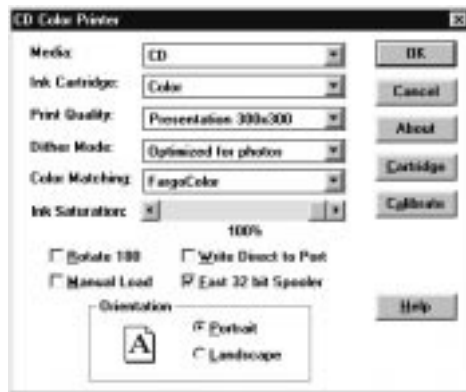 CD Color Printer
Media: CD
Ink Cartridge: Color
Print Quality: Presentation 300x300
Dither Mode: Optimized for photos
Color Matching: FargoColor
Ink Saturation:
100%
Rotate 180
Write Direct to Port
Manual Load
Fast 32 bit Spooler
Orientation
A
Portrait
Landscape
OK
Cancel
About
Cartridge
Calibrate
Help